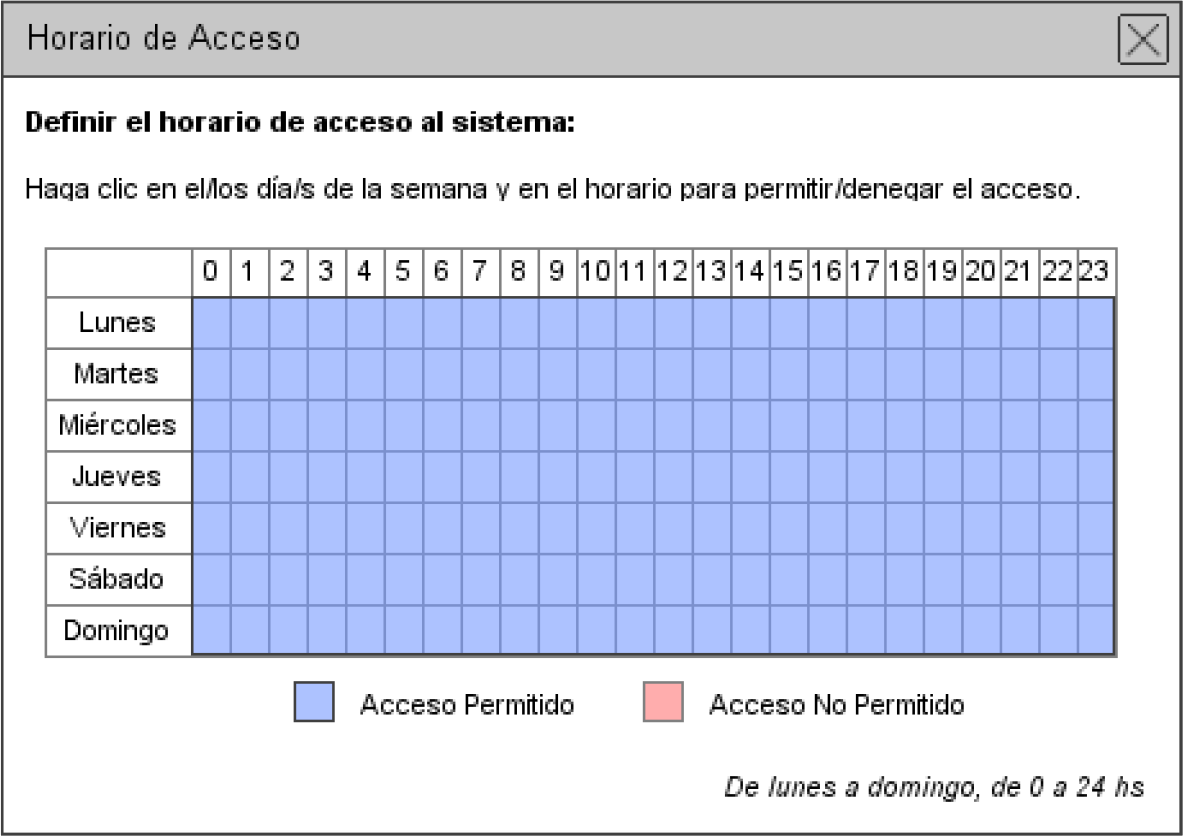 Horario de Acceso
Definir el horario de acceso al sistema:
Haga clic en el/los día/s de la semana y en el horario para permitir/denegar el acceso.
0 1 2 3 4 5 6 7 8 9 10 11 12 13 14 15 16 17 18 19 20 21 22 23
Lunes
Martes
Miércoles
Jueves
Viernes
Sábado
Domingo
Acceso Permitido Acceso No Permitido
De lunes a domingo, de 0 a 24 hs